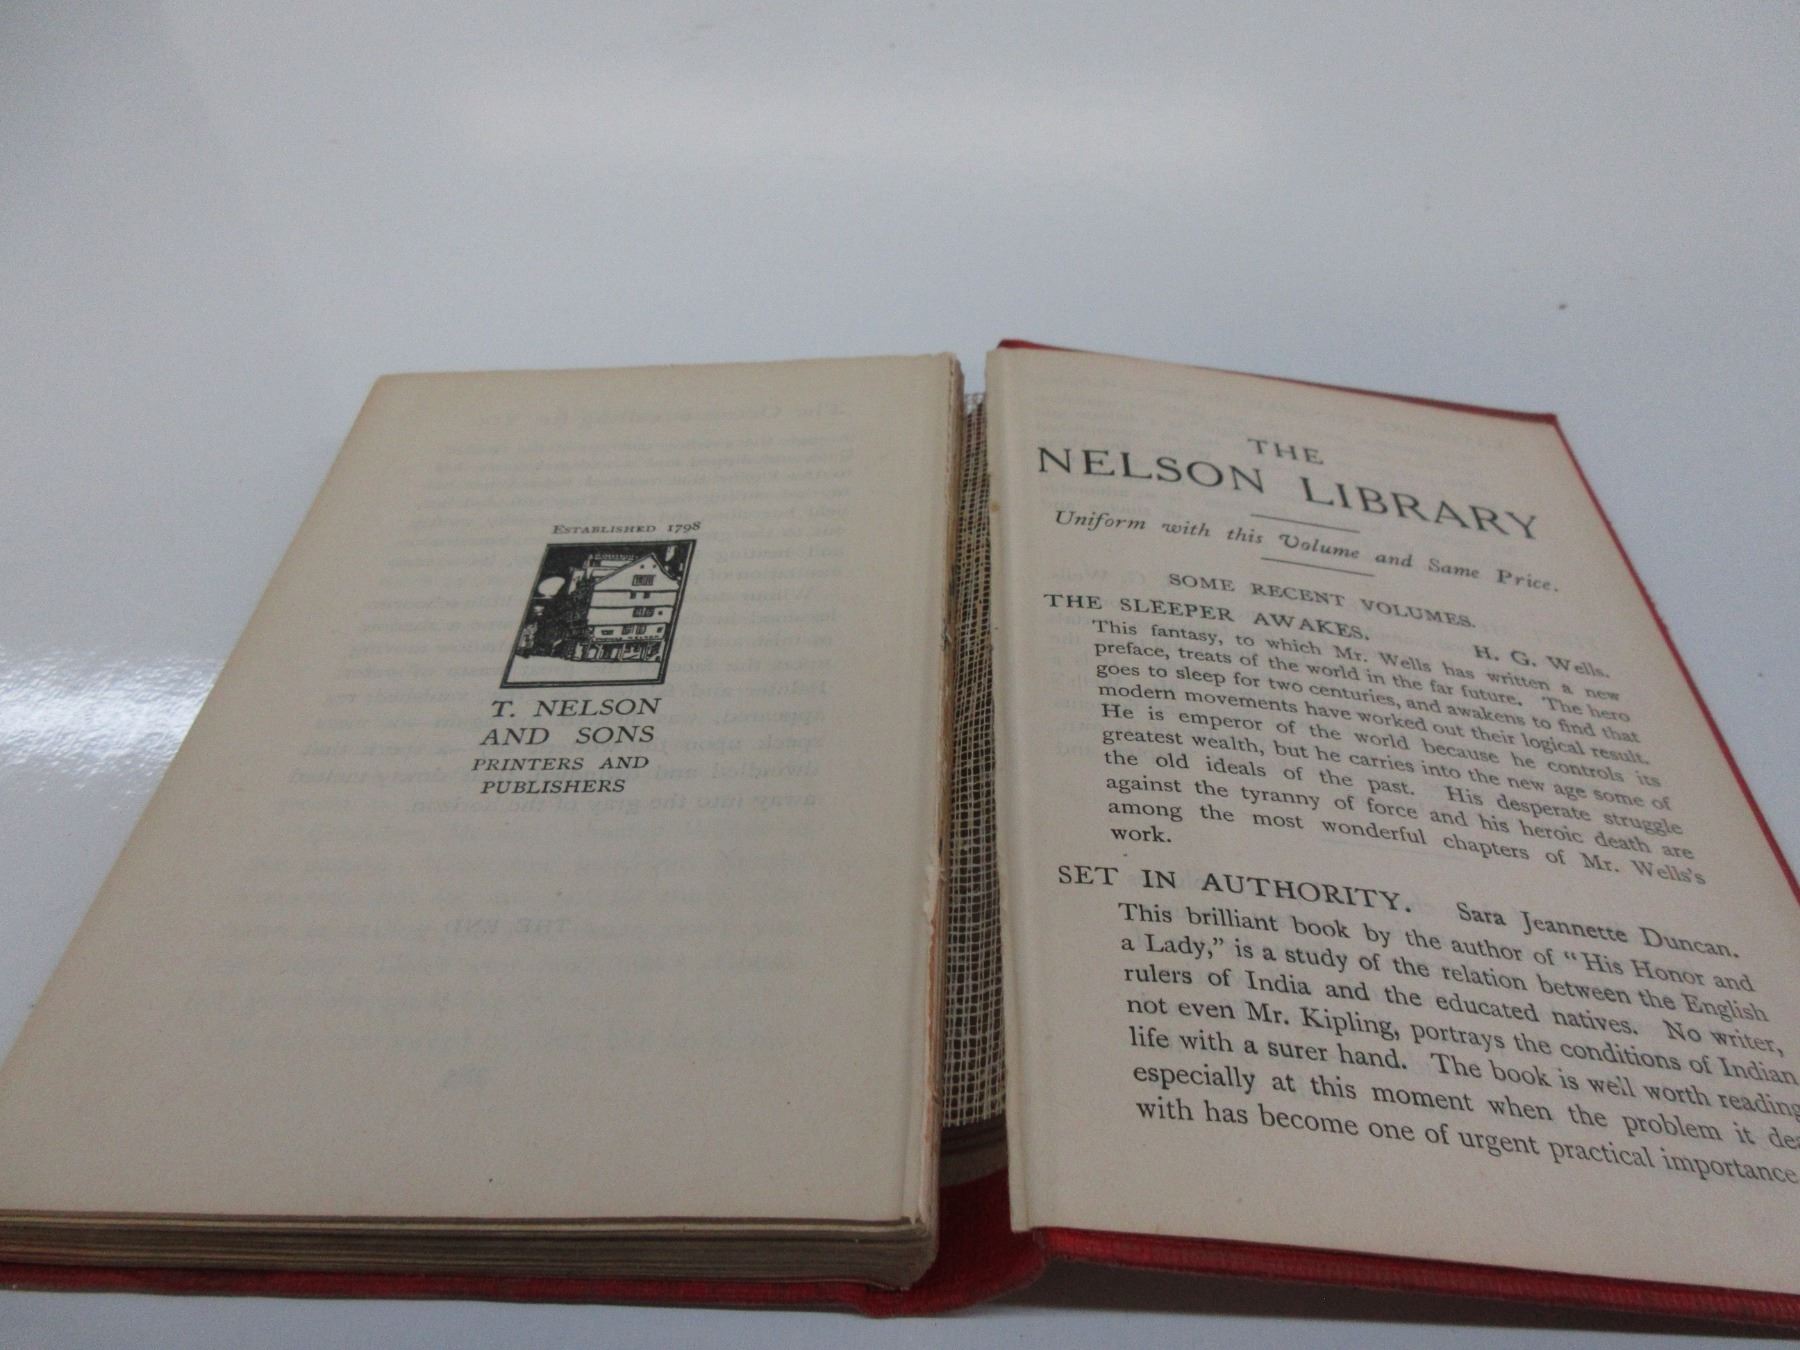 ESTABLISHED 1798
T. NELSON
AND SONS
PRINTERS AND
PUBLISHERS
THE
NELSON LIBRARY
Uniform with this Volume and Same Price.
SOME RECENT VOLUMES.
THE SLEEPER AWAKES. H. G. Wells.
This fantasy, to which Mr. Wells has written a new
preface, treats of the world in the far future. The hero
goes to sleep for two centuries, and awakens to find that
modern movements have worked out their logical result.
He is emperor of the world because he controls its
greatest wealth, but he carries into the new age some of
the old ideals of the past. His desperate struggle
against the tyranny of force and his heroic death are
among the most wonderful chapters of Mr. Wells's
work.
SET IN AUTHORITY. Sara Jeannette Duncan.
This brilliant book by the author of "His Honor and
a Lady," is a study of the relation between the English
rulers of India and the educated natives. No writer,
not even Mr. Kipling, portrays the conditions of Indian
life with a surer hand. The book is well worth reading
especially at this moment when the problem it dea
with has become one of urgent practical importance